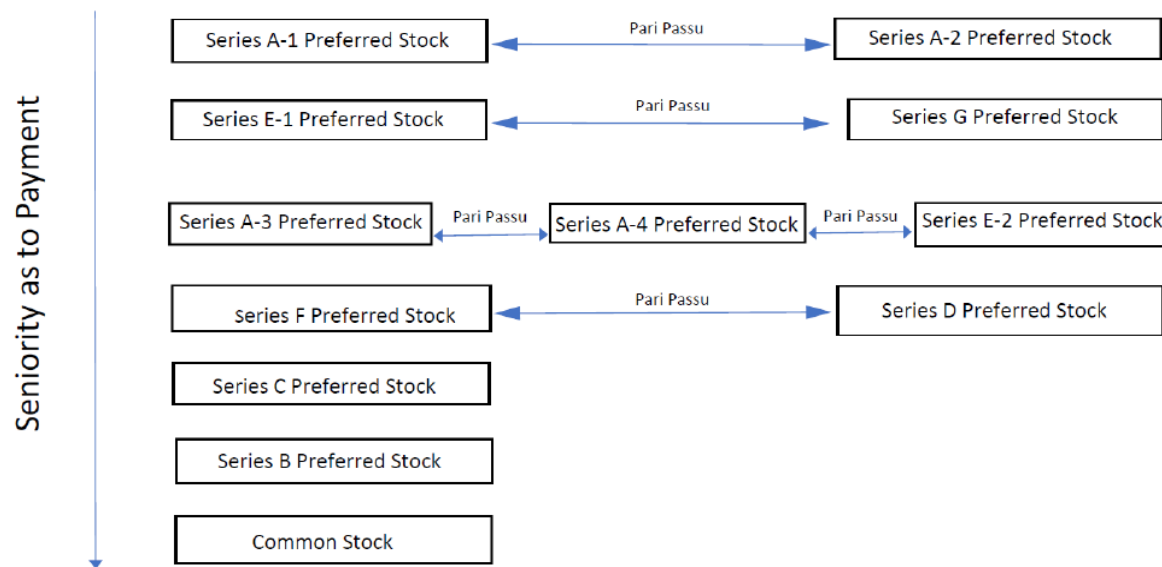 Seniority as to Payment
Series A-1 Preferred Stock
Pari Passu
Series A-2 Preferred Stock
Series E-1 Preferred Stock
Pari Passu
Series G Preferred Stock
Series A-3 Preferred Stock
Pari Passu
Series A-4 Preferred Stock
Pari Passu
Series E-2 Preferred Stock
series F Preferred Stock
Pari Passu
Series D Preferred Stock
Series C Preferred Stock
Series B Preferred Stock
Common Stock